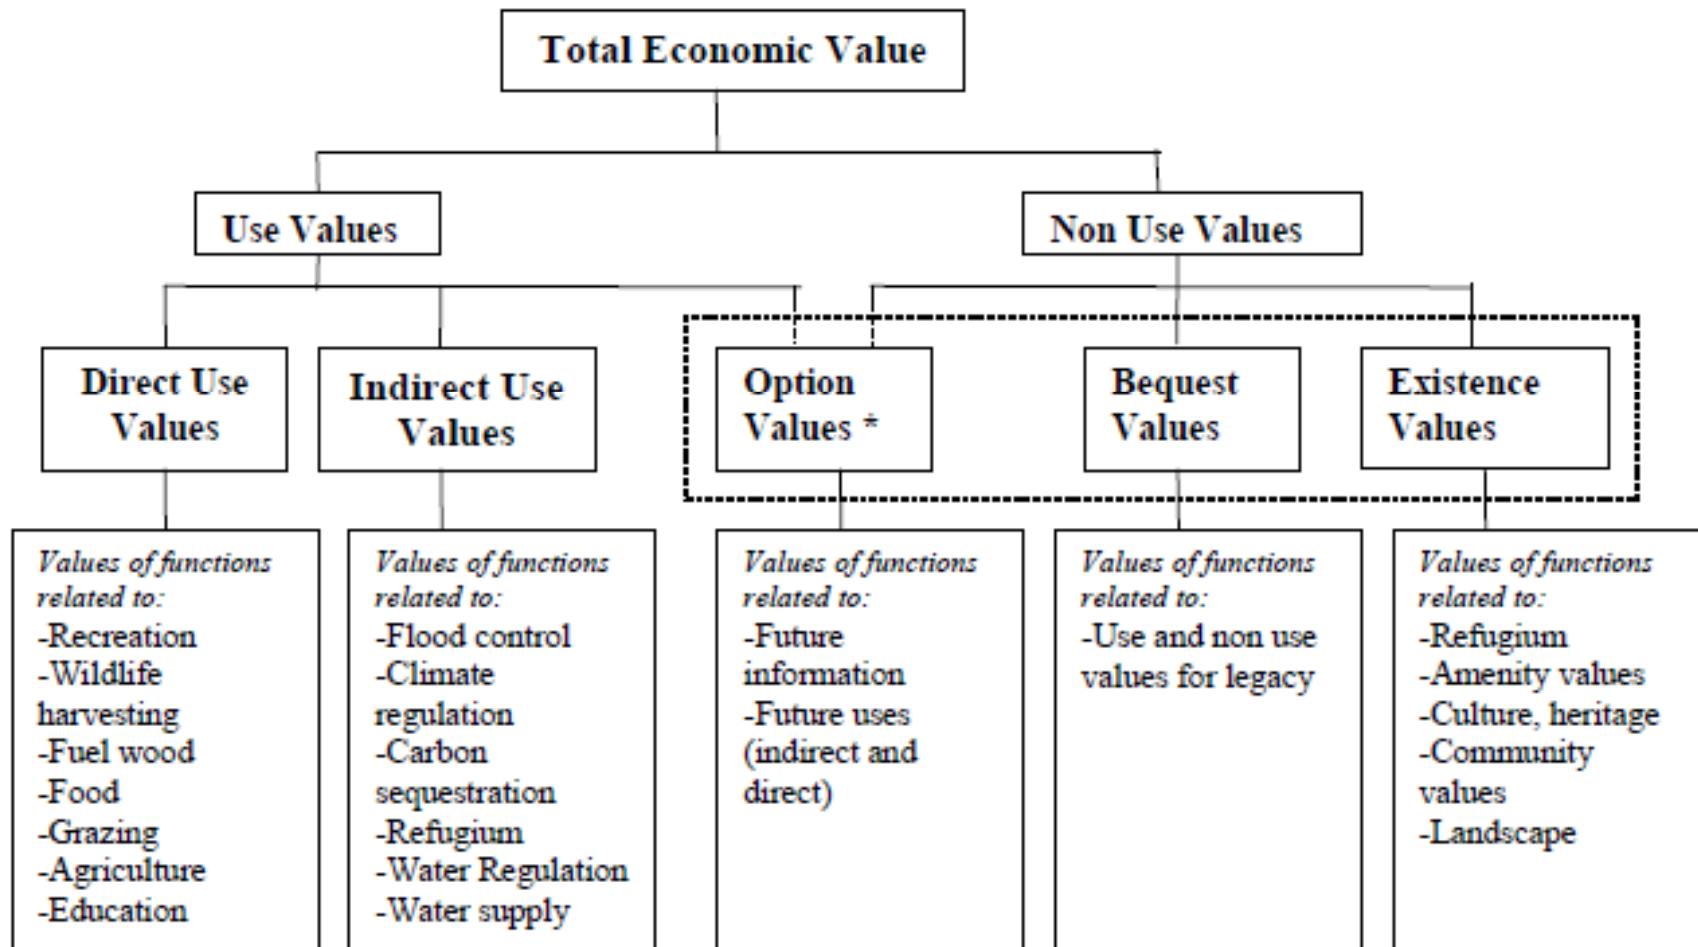 Total Economic Value
Use Values
Non Use Values
Direct Use
Values
Indirect Use
Values
Option
Values *
Bequest
Values
Existence
Values
Values of functions
related to:
-Recreation
-Wildlife
harvesting
-Fuel wood
-Food
-Grazing
-Agriculture
-Education
Values of functions
related to:
-Flood control
-Climate
regulation
-Carbon
sequestration
-Refugium
-Water Regulation
-Water supply
Values of functions
related to:
-Future
information
-Future uses
(indirect and
direct)
Values of functions
related to:
-Use and non use
values for legacy
Values of functions
related to:
-Refugium
-Amenity values
-Culture, heritage
-Community
values
-Landscape